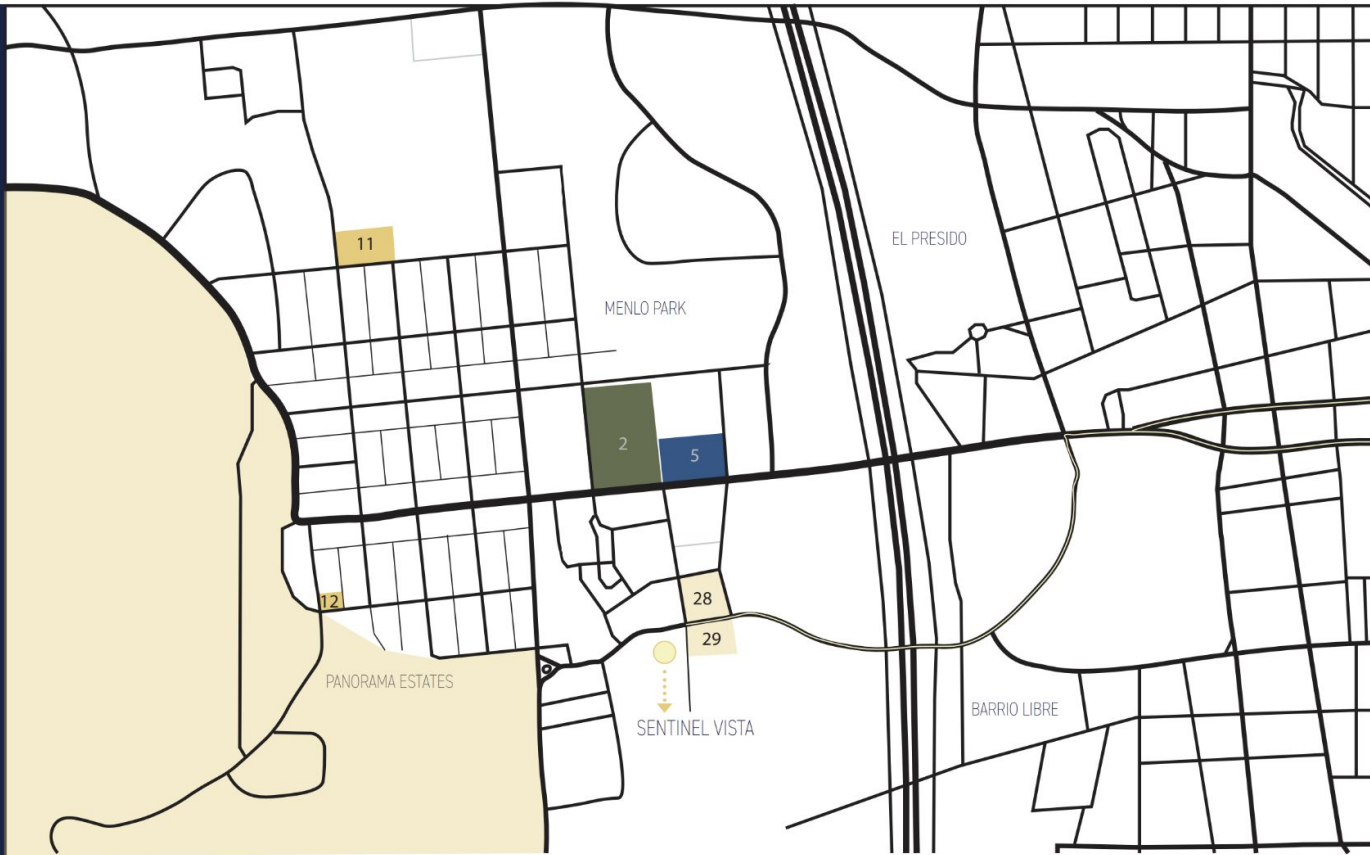 EL PRESIDO
11
MENLO PARK
2
5
12
28
29
PANORAMA ESTATES
BARRIO LIBRE
SENTINEL VISTA